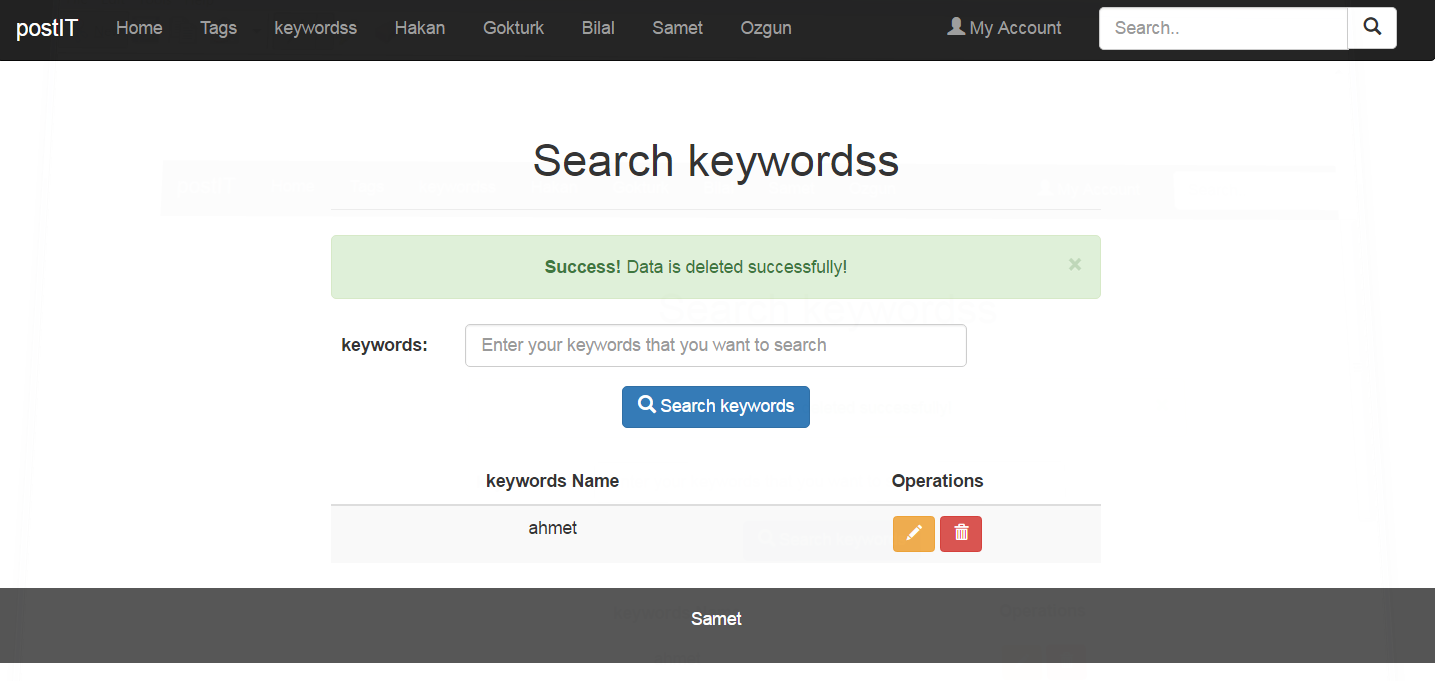 postIT Home Tags keywordss Hakan Gokturk Bilal Samet Ozgun My Account Search..
Search keywordss
Success! Data is deleted successfully! ×
keywords: Enter your keywords that you want to search
Search keywords
keywords Name Operations
ahmet
Samet